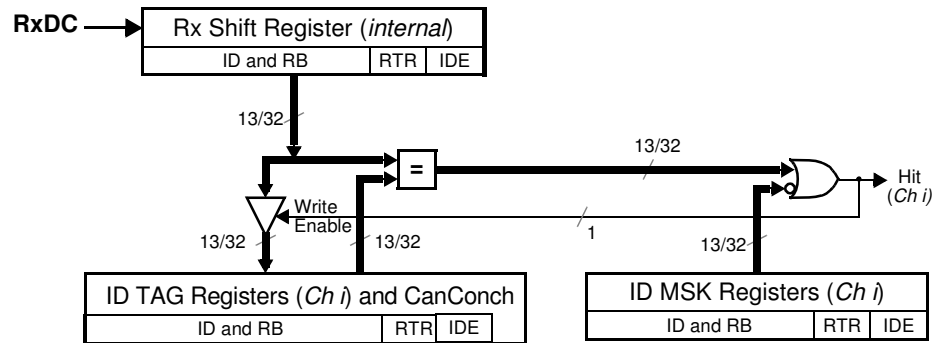 RxDC
Rx Shift Register (internal)
ID and RB RTR IDE
13/32
13/32
=
Hit
(Ch i)
Write
Enable
1
13/32
13/32
13/32
ID TAG Registers (Ch i) and CanConch
ID and RB RTR IDE
ID MSK Registers (Ch i)
ID and RB RTR IDE